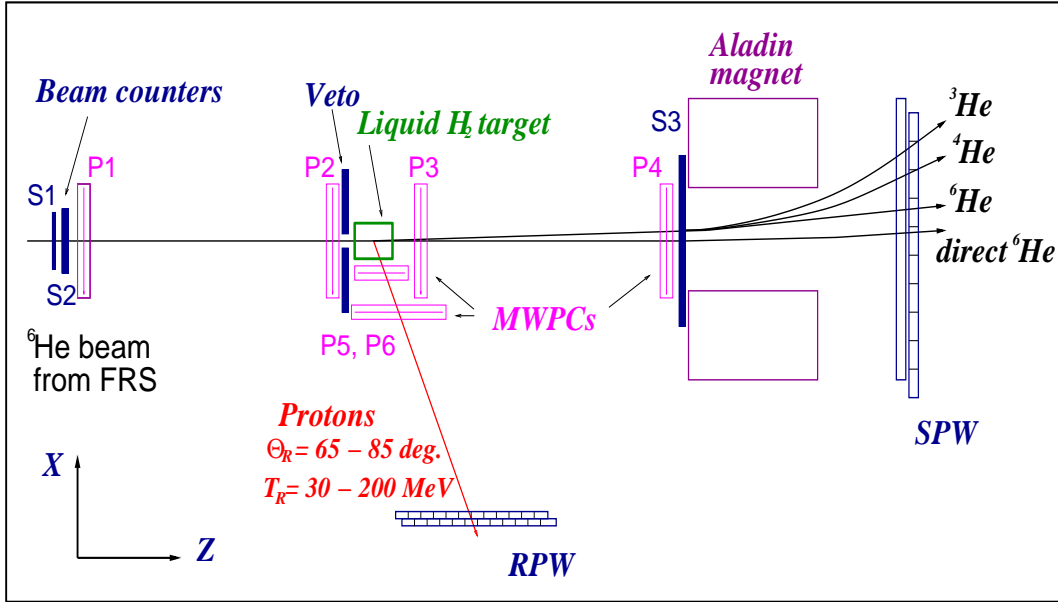 Aladin
magnet
Beam counters
Veto
Liquid H2 target
S3
3He
4He
6He
direct 6He
P1
P2
P3
P4
S1
S2
MWPCs
P5, P6
6He beam
from FRS
Protons
ΘR = 65 – 85 deg.
TR = 30 – 200 MeV
SPW
RPW
X
Z